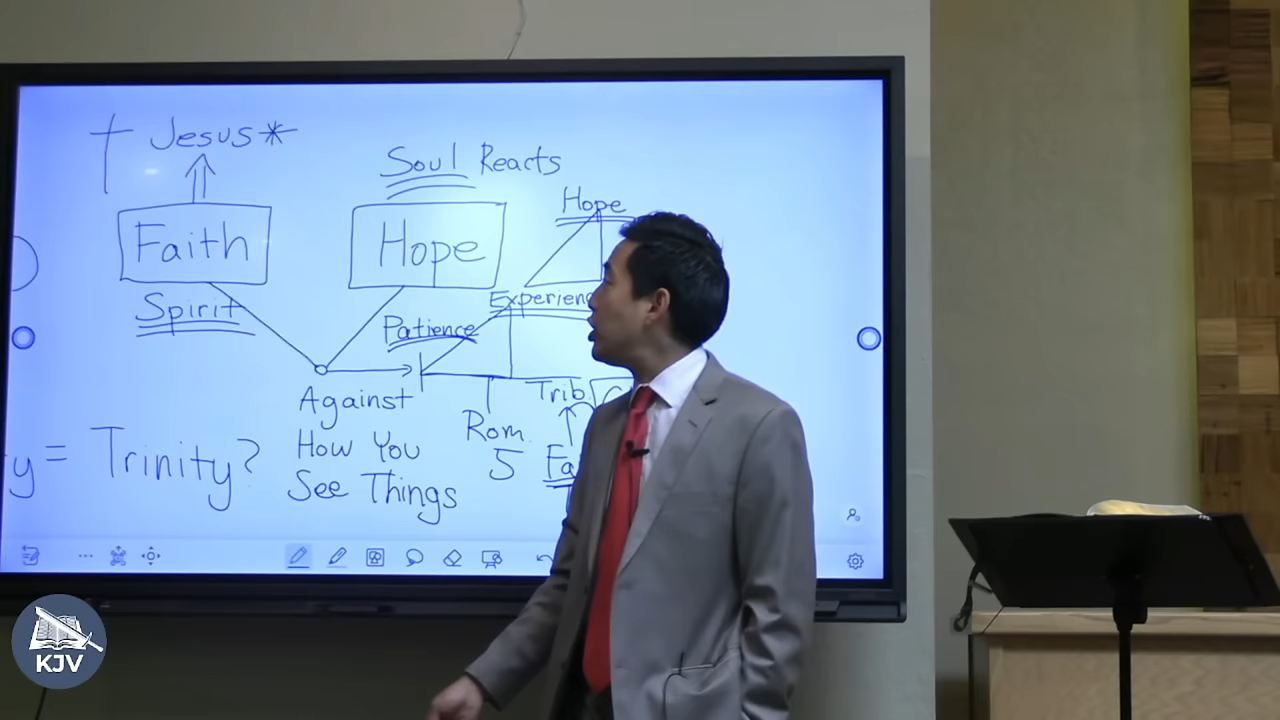 Jesus*
Soul Reacts
Hope
Faith
Hope
Experienc
Spirit
Patience
Trib
Against
Rom.
5
Fa
How You
See Things
y = Trinity?
KJV